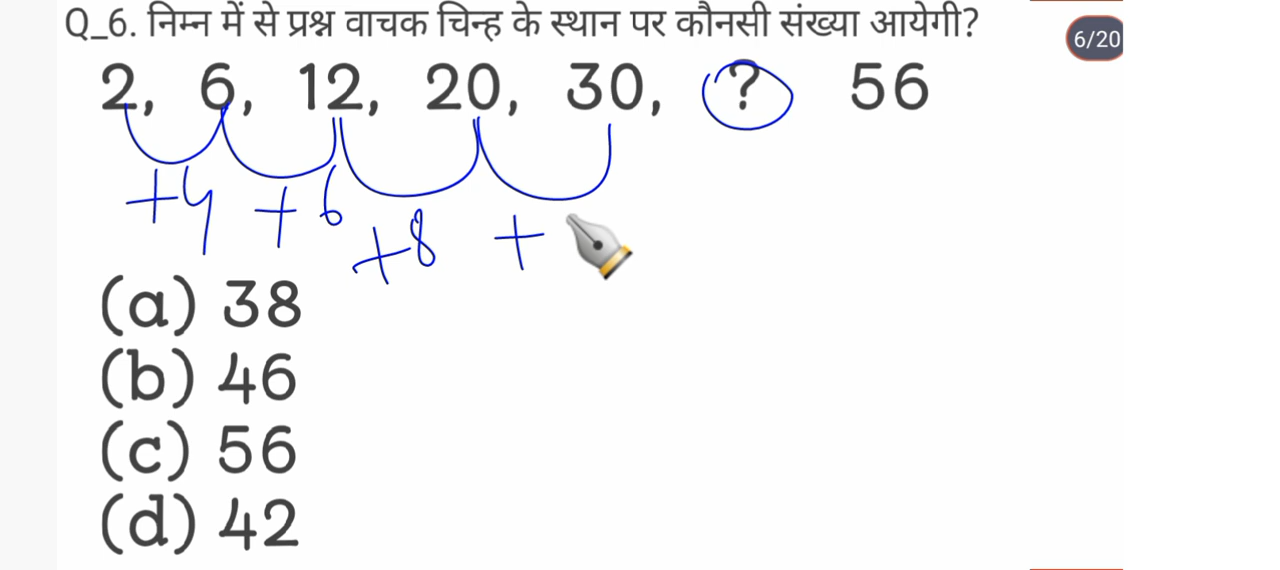 Q_6. निम्न में से प्रश्न वाचक चिन्ह के स्थान पर कौनसी संख्या आयेगी?
6/20
2, 6, 12, 20, 30, ? 56
+4 +6 +8 +
(a) 38
(b) 46
(c) 56
(d) 42